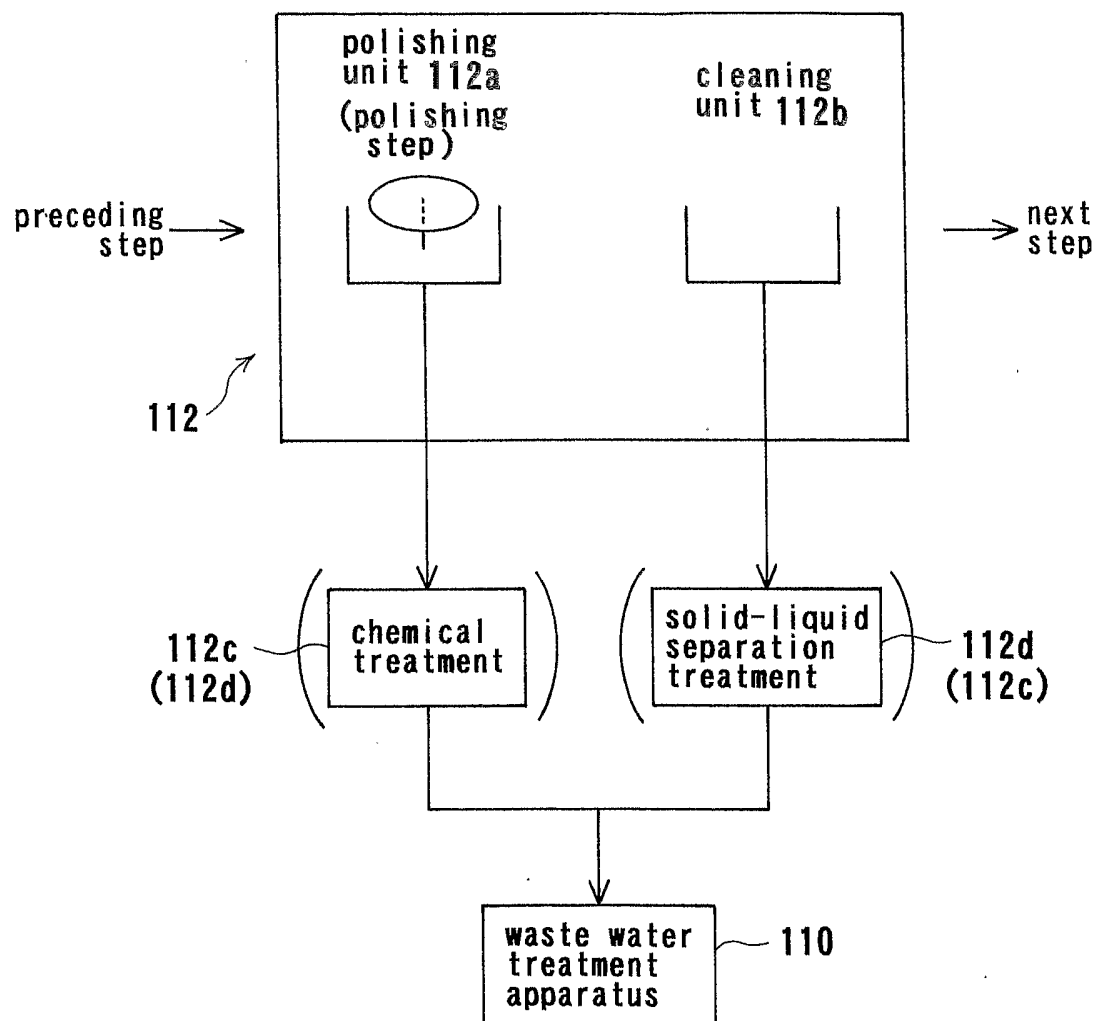 polishing
unit 112a
(polishing
step)
cleaning
unit 112b
preceding
step
next
step
112
chemical
treatment
112c
(112d)
solid-liquid
separation
treatment
112d
(112c)
waste water
treatment
apparatus
110